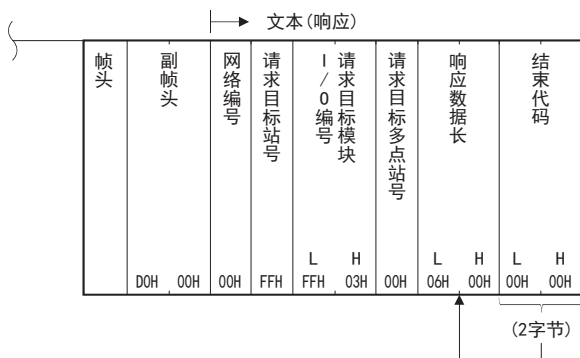 文本(响应)
帧头
副帧头
网络编号
请求目标站号
请求目标模块
I/O编号
请求目标多点站号
响应数据长
结束代码
L H L H L H
D0H 00H 00H FFH FFH 03H 00H 06H 00H 00H 00H
(2字节)